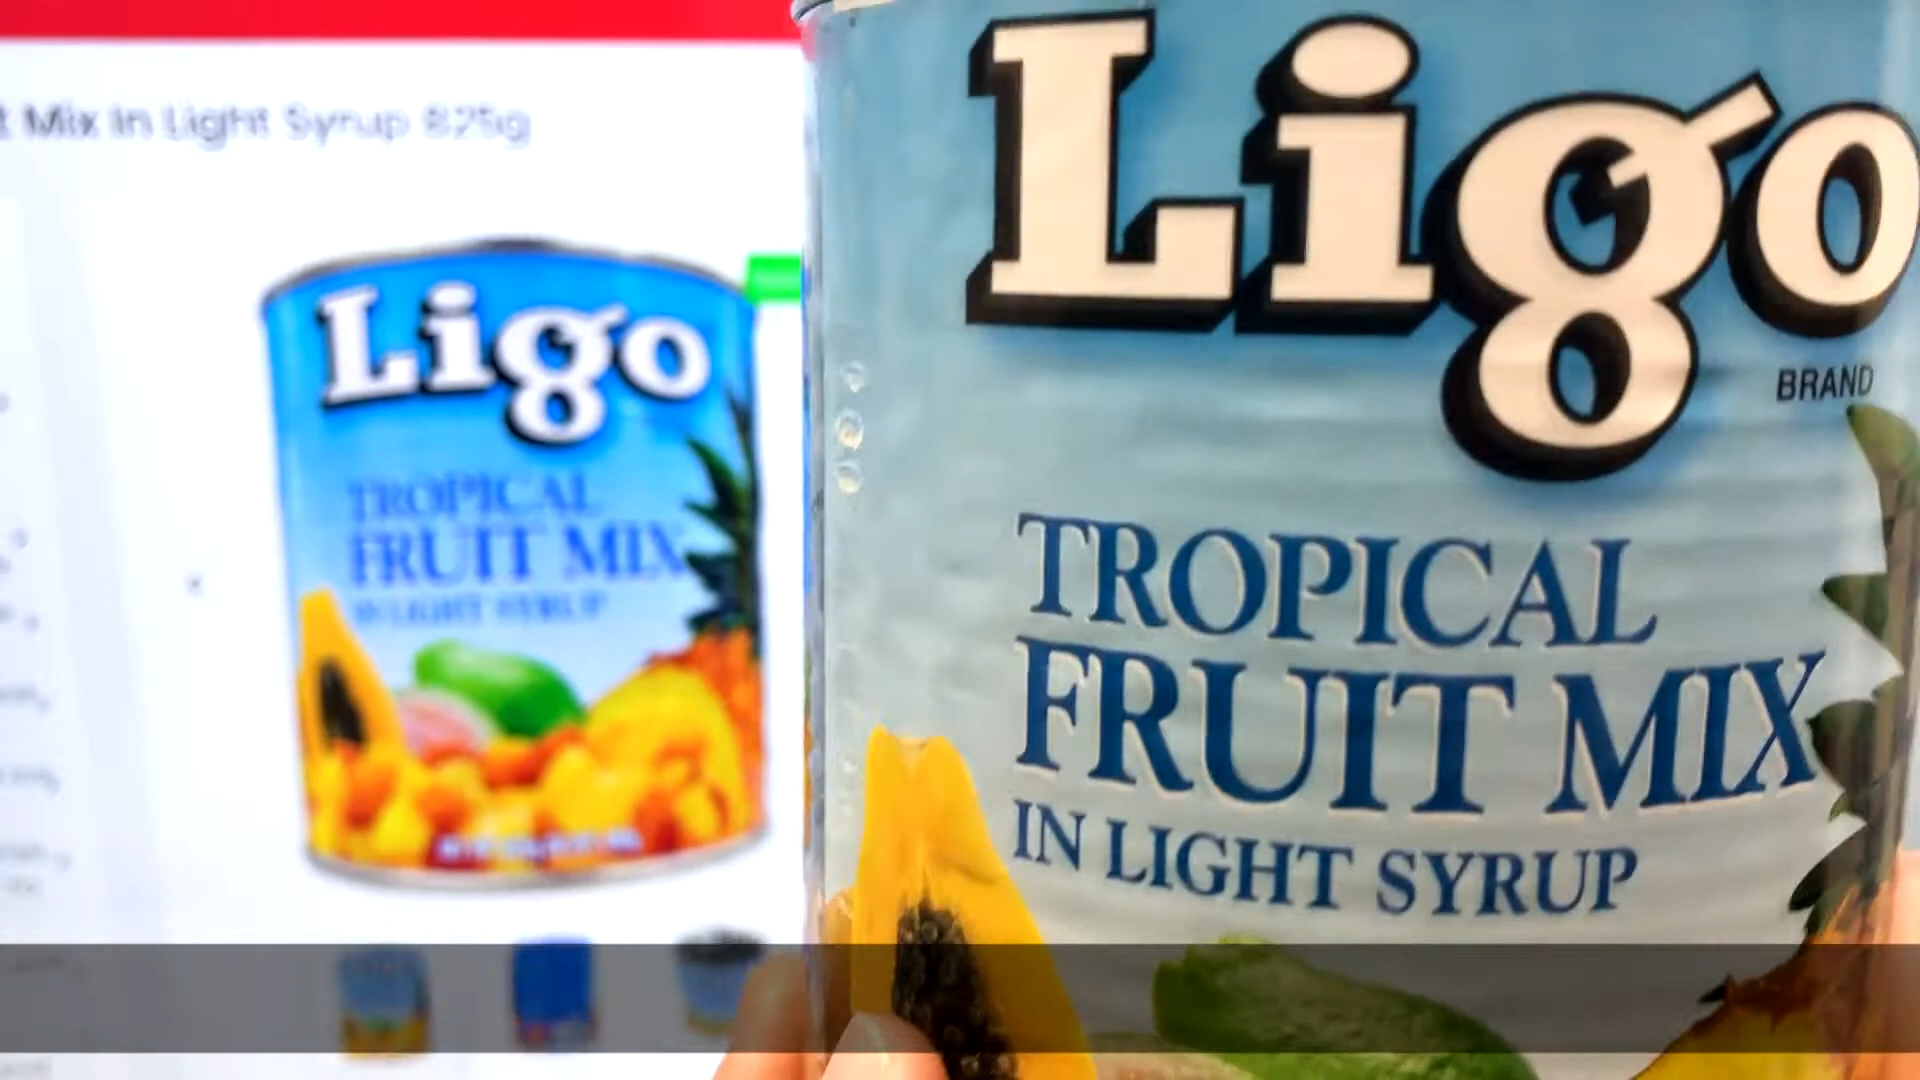 Mix In Light Syrup 825g
Ligo
TROPICAL
FRUIT MIX
IN LIGHT SYRUP
Ligo
BRAND
TROPICAL
FRUIT MIX
IN LIGHT SYRUP